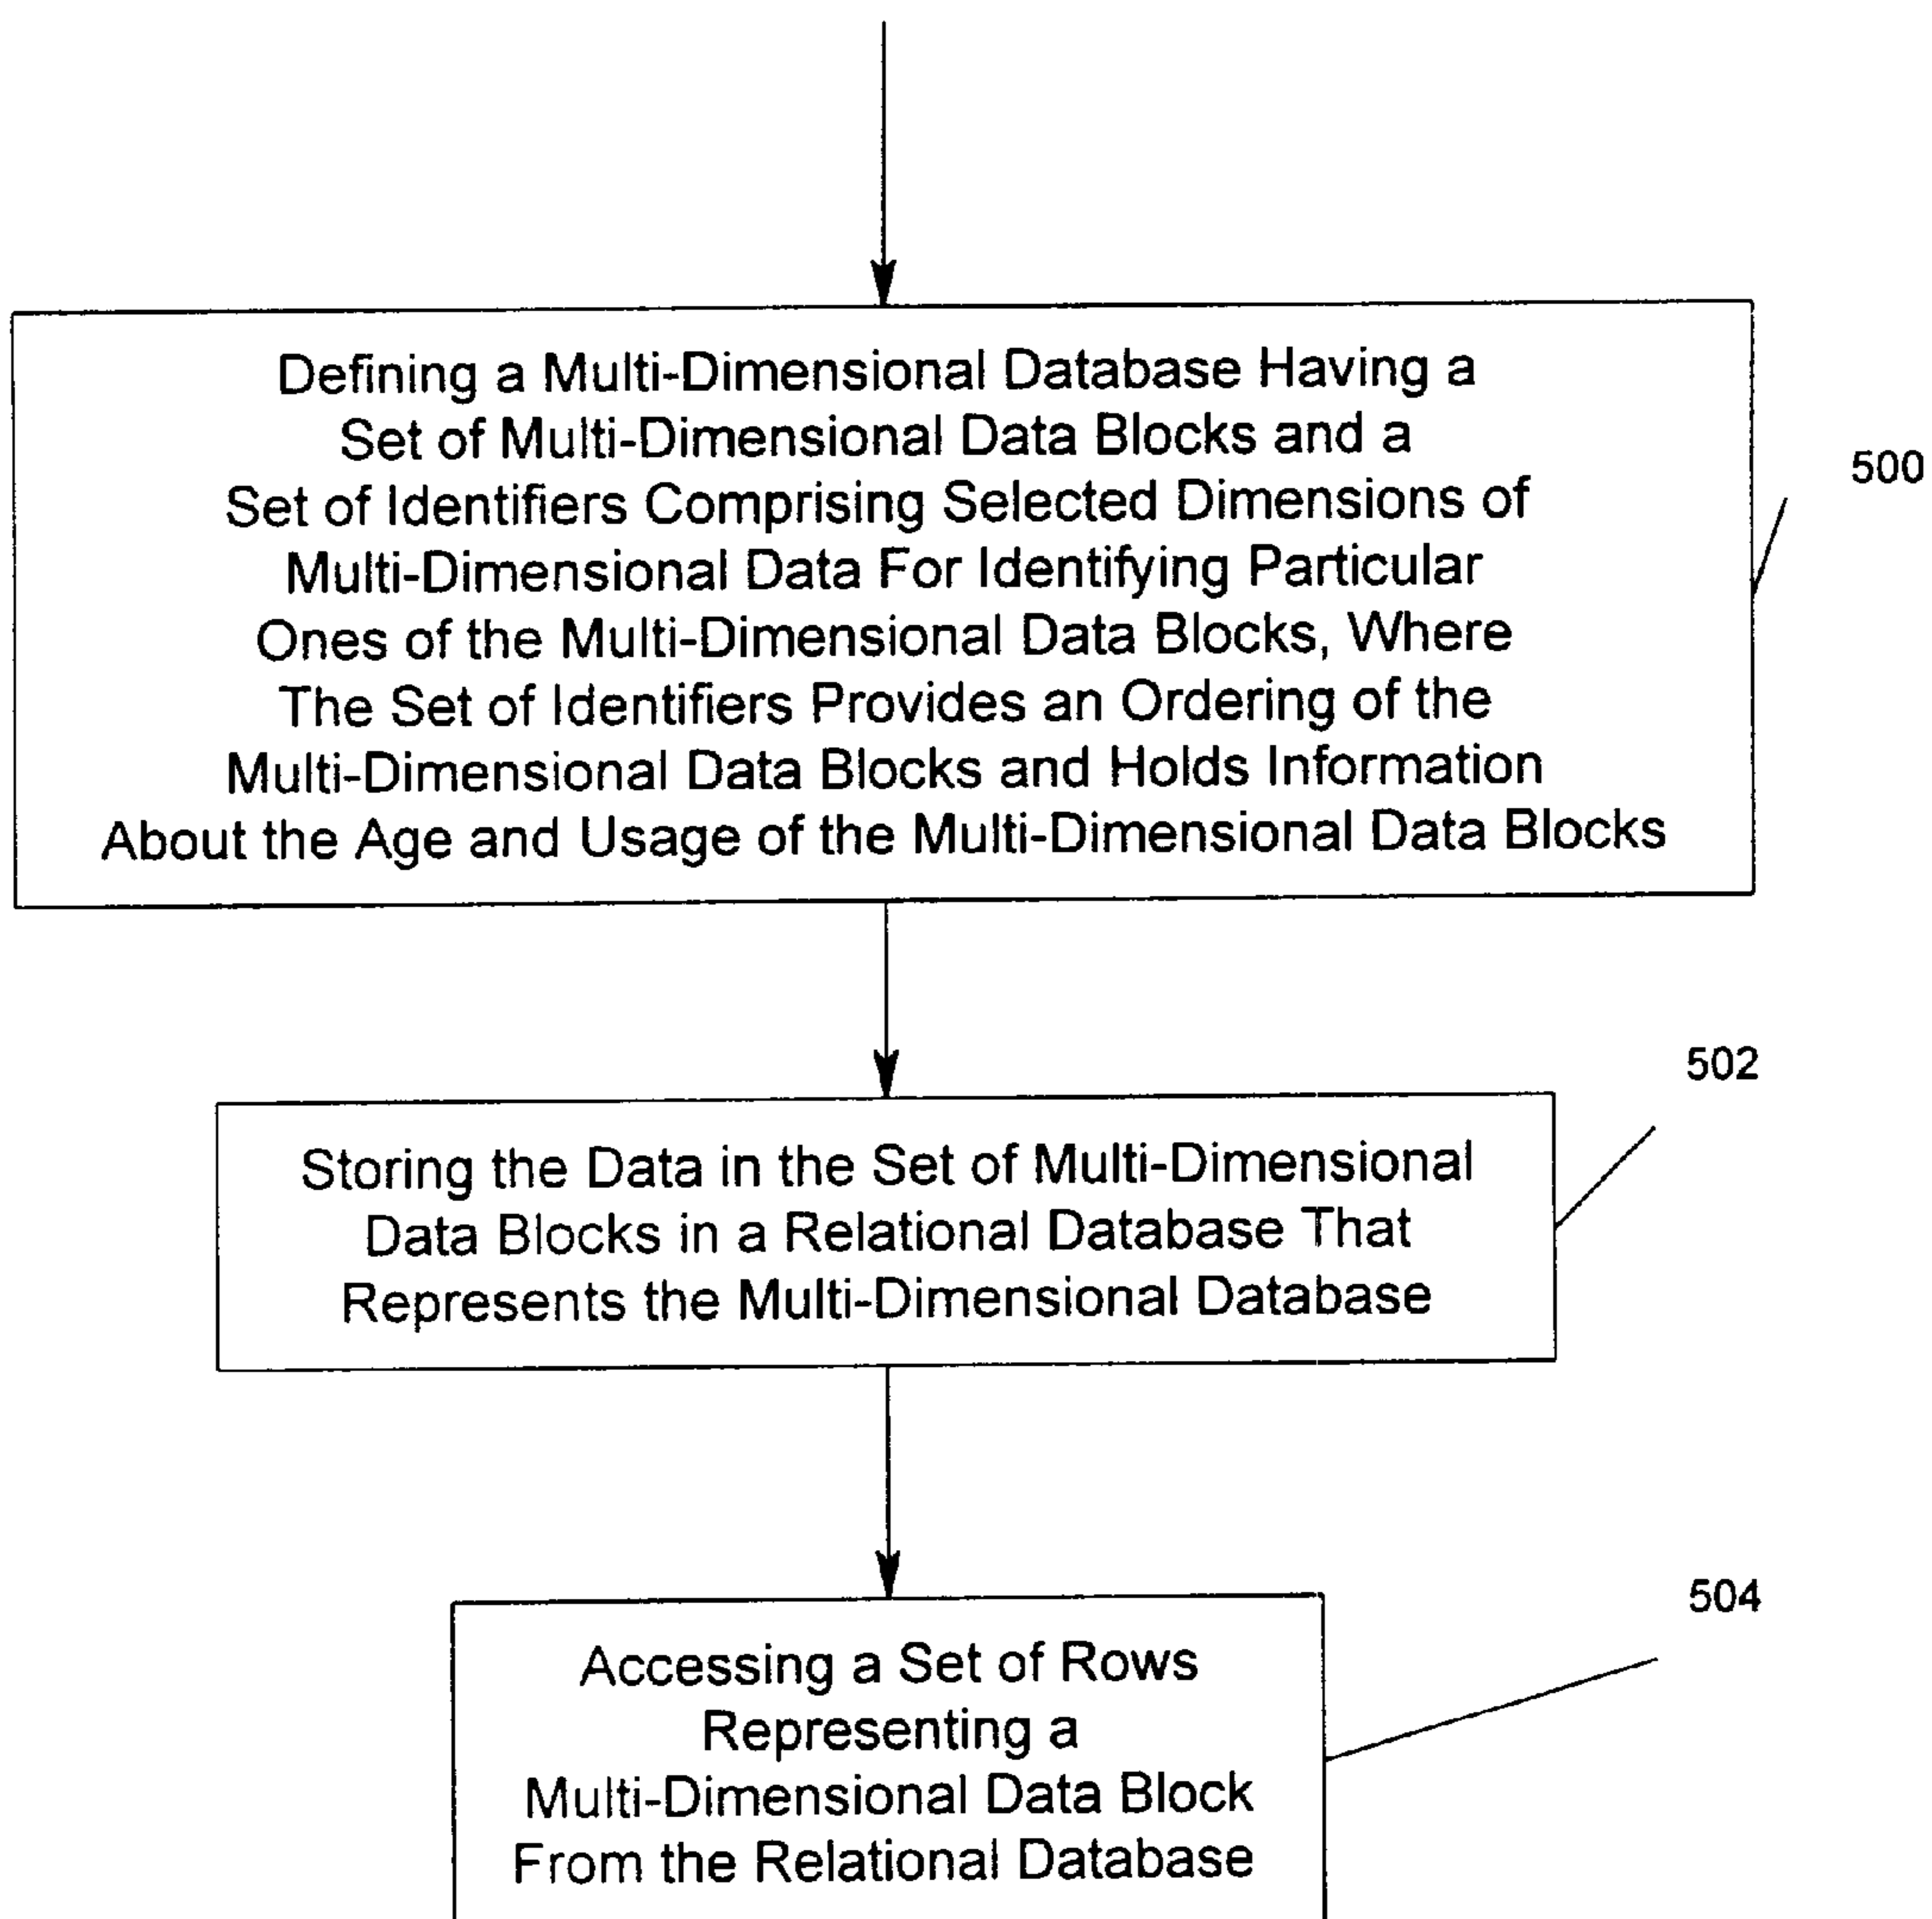 Defining a Multi-Dimensional Database Having a
Set of Multi-Dimensional Data Blocks and a
Set of Identifiers Comprising Selected Dimensions of
Multi-Dimensional Data For Identifying Particular
Ones of the Multi-Dimensional Data Blocks, Where
The Set of Identifiers Provides an Ordering of the
Multi-Dimensional Data Blocks and Holds Information
About the Age and Usage of the Multi-Dimensional Data Blocks
500
502
Storing the Data in the Set of Multi-Dimensional
Data Blocks in a Relational Database That
Represents the Multi-Dimensional Database
504
Accessing a Set of Rows
Representing a
Multi-Dimensional Data Block
From the Relational Database